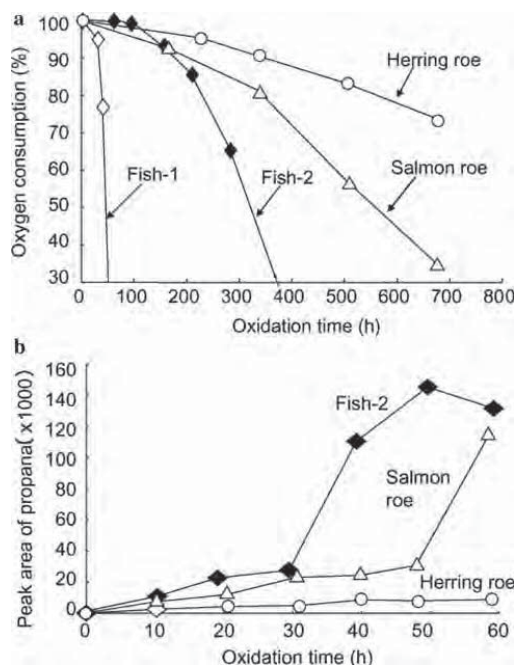 a
100
90
80
70
60
50
40
30
Oxygen consumption (%)
Herring roe
Salmon roe
Fish-1
Fish-2
0 100 200 300 400 500 600 700 800
Oxidation time (h)
b
160
140
120
100
80
60
40
20
0
Peak area of propana( x1000)
Fish-2
Salmon
roe
Herring roe
0 10 20 30 40 50 60
Oxidation time (h)